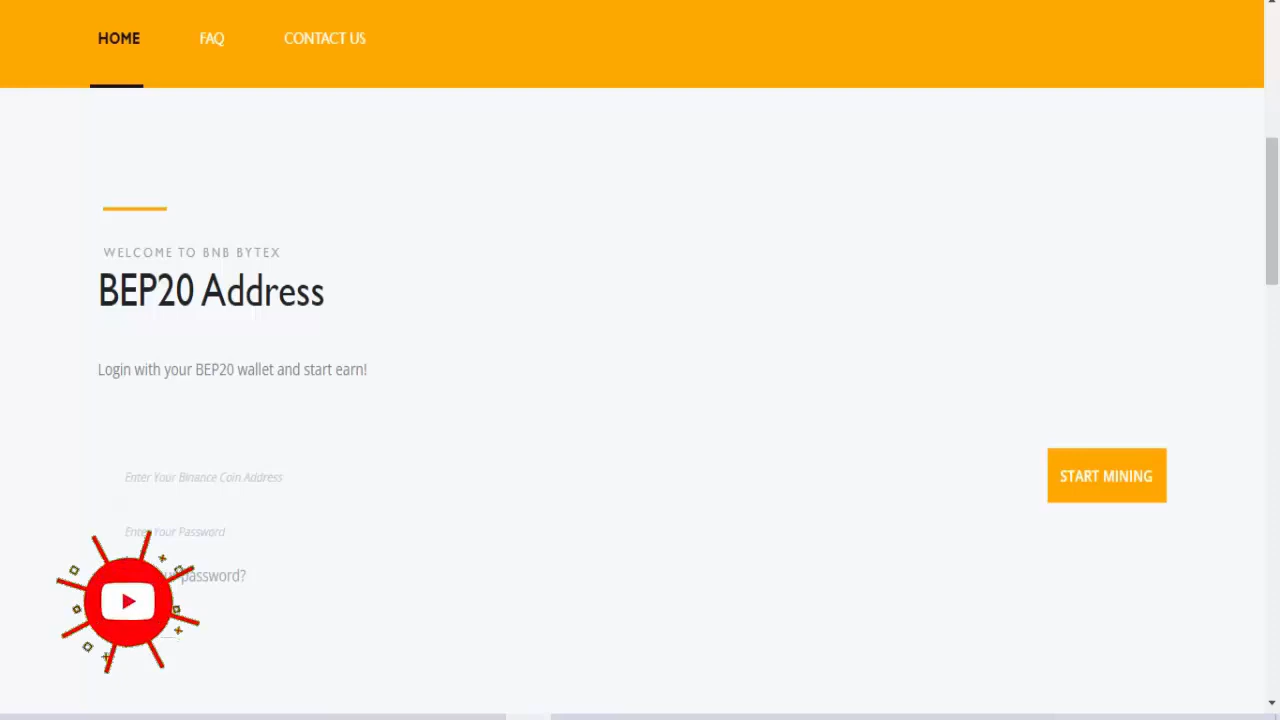 HOME FAQ CONTACT US
WELCOME TO BNB BYTEX
BEP20 Address
Login with your BEP20 wallet and start earn!
Enter Your Binance Coin Address
START MINING
Enter Your Password
password?